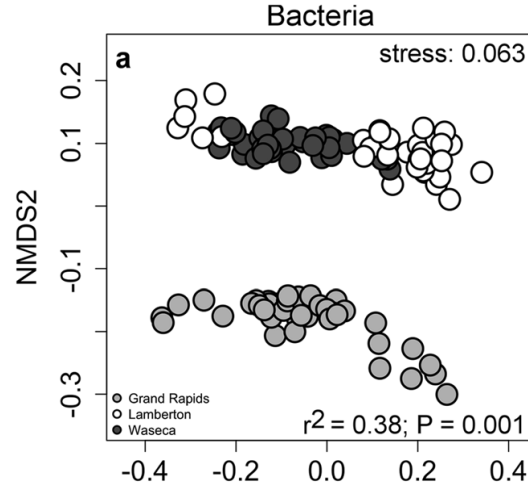 Bacteria
a
stress: 0.063
0.2
0.1
-0.1
-0.3
NMDS2
Grand Rapids
Lamberton
Waseca
r2 = 0.38; P = 0.001
-0.4 -0.2 0.0 0.2 0.4